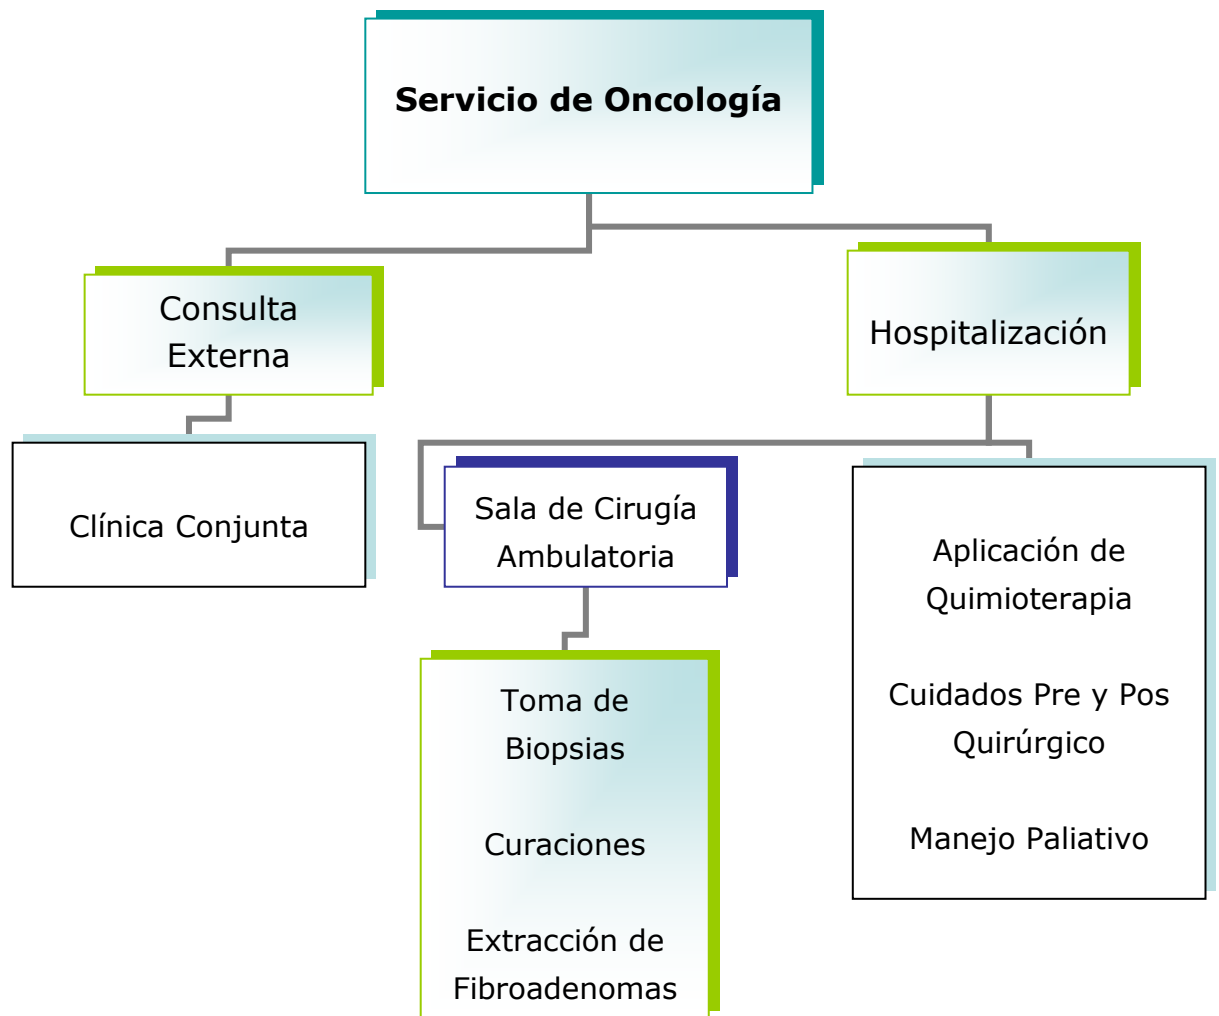 Servicio de Oncología
Consulta
Externa
Hospitalización
Clínica Conjunta
Sala de Cirugía
Ambulatoria
Aplicación de
Quimioterapia
Cuidados Pre y Pos
Quirúrgico
Manejo Paliativo
Toma de
Biopsias
Curaciones
Extracción de
Fibroadenomas